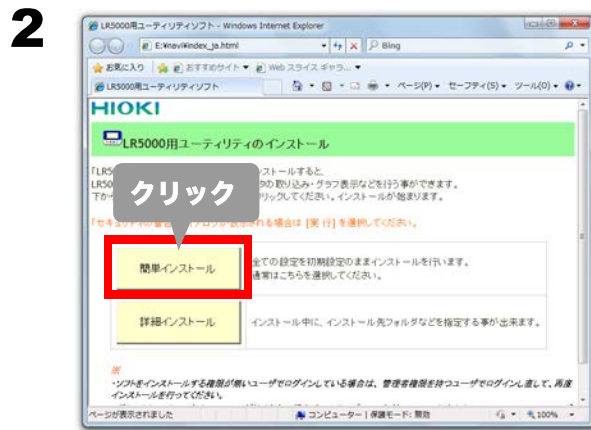 2
LR5000用ユーティリティソフト - Windows Internet Explorer
E:¥navi¥index_ja.html
Bing
お気に入り おすすめサイト Web スライス ギャラ...
LR5000用ユーティリティソフト ページ(P) セーフティ(S) ツール(O)
HIOKI
LR5000用ユーティリティのインストール
ストールすると、
LR50 タの取り込み・グラフ表示などを行う事ができます。
下か リックしてください。インストールが始まります。
クリック
される場合は [実 行] を選択してください。
簡単インストール
全ての設定を初期設定のままインストールを行います。
通常はこちらを選択してください。
詳細インストール
インストール中に、インストール先フォルダなどを指定する事が出来ます。
※
・ソフトをインストールする権限が無いユーザでログインしている場合は、管理者権限を持つユーザでログインし直して、再度
インストールを行ってください。
ページが表示されました コンピューター | 保護モード: 無効 100%